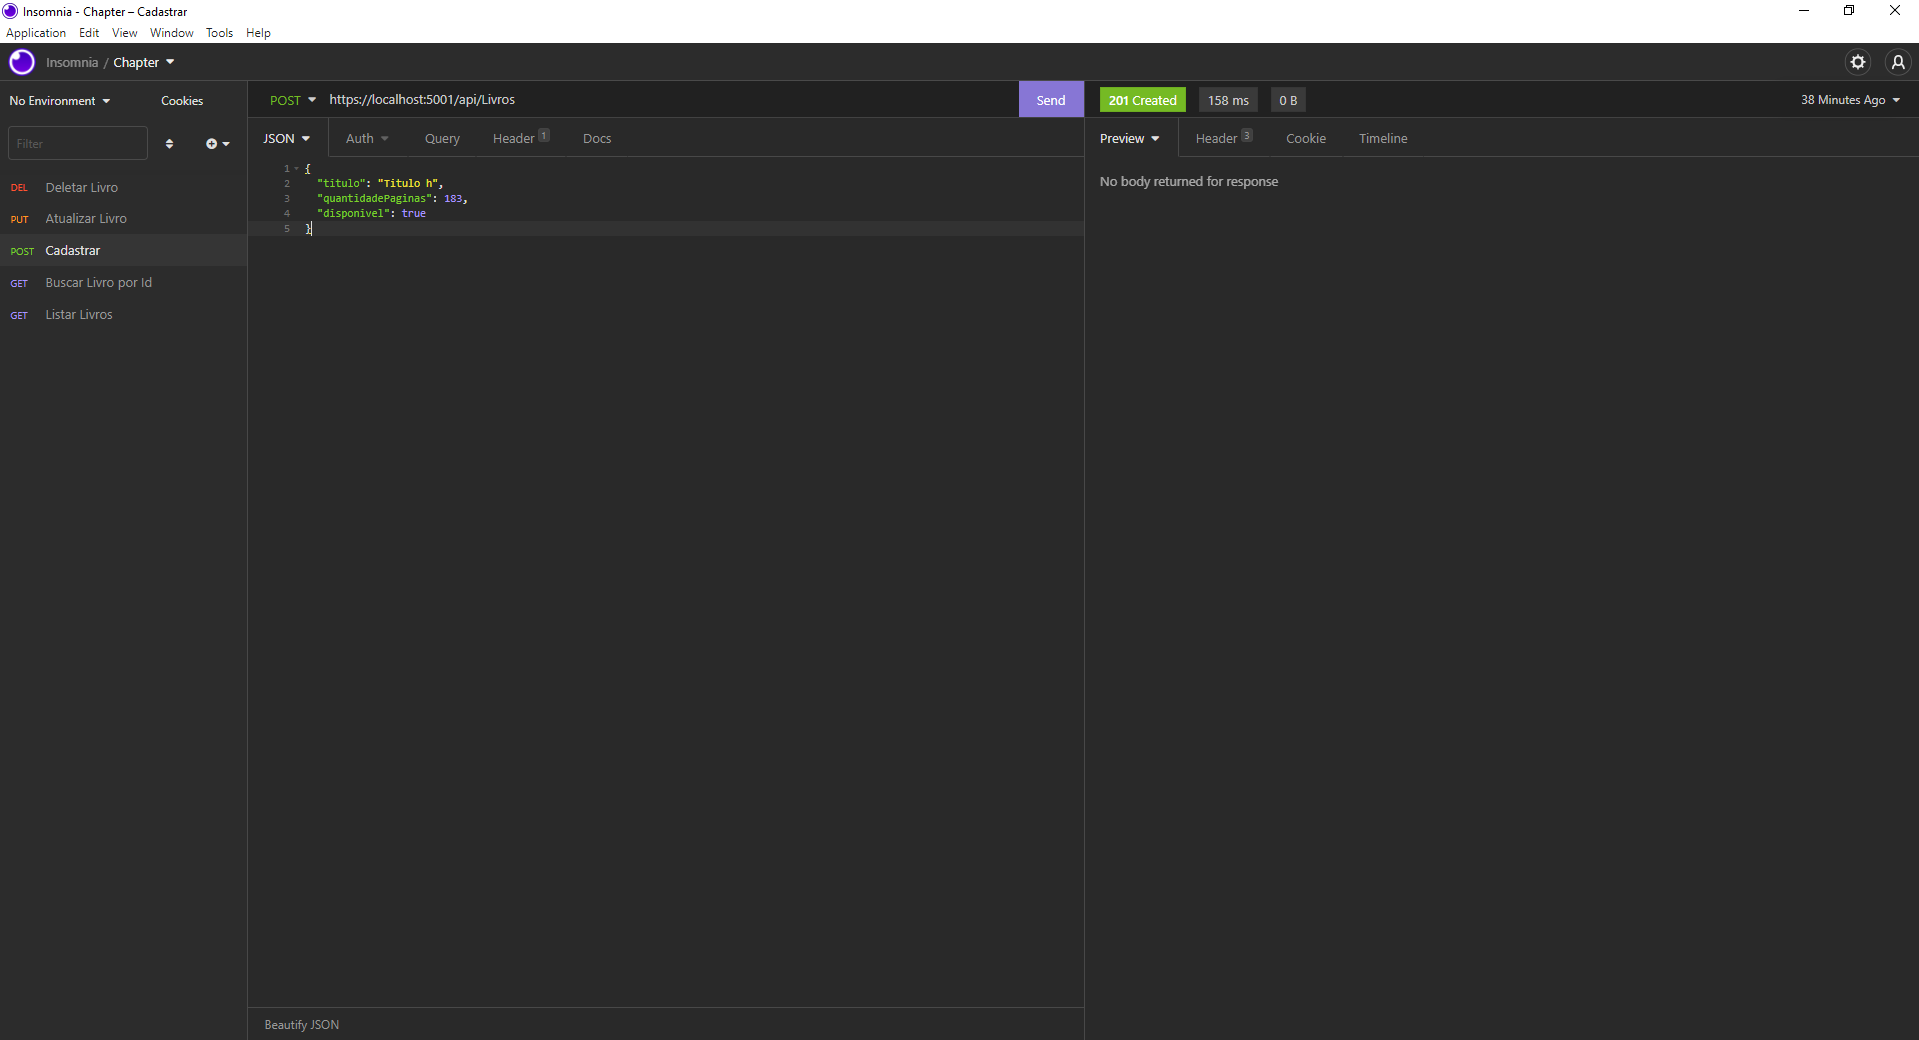 Insomnia - Chapter – Cadastrar
Application Edit View Window Tools Help
Insomnia / Chapter
No Environment Cookies
Filter
DEL Deletar Livro
PUT Atualizar Livro
POST Cadastrar
GET Buscar Livro por Id
GET Listar Livros
POST https://localhost:5001/api/Livros Send
JSON Auth Query Header 1 Docs
1 {
2 "titulo": "Titulo h",
3 "quantidadePaginas": 183,
4 "disponivel": true
5 }
Beautify JSON
201 Created 158 ms 0 B 38 Minutes Ago
Preview Header 3 Cookie Timeline
No body returned for response